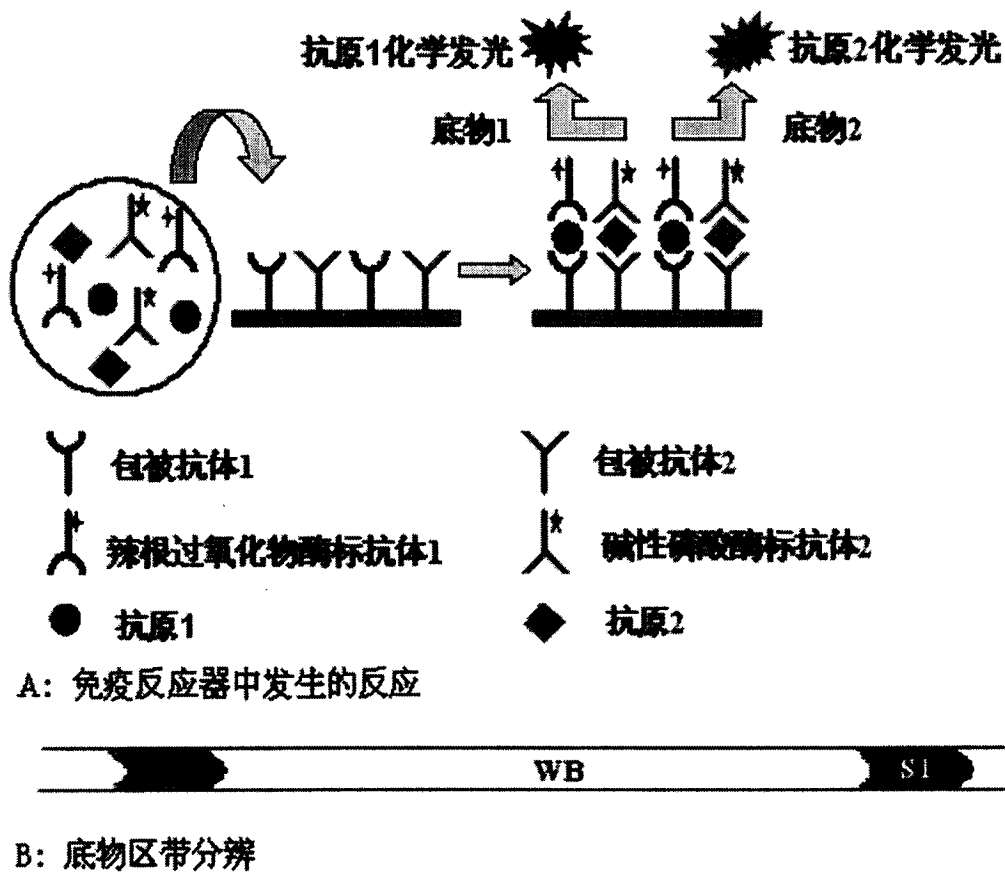 抗原1化学发光
抗原2化学发光
底物1
底物2
包被抗体1
包被抗体2
辣根过氧化物酶标抗体1
碱性磷酸酶标抗体2
抗原1
抗原2
A: 免疫反应器中发生的反应
WB
S1
B: 底物区带分辨